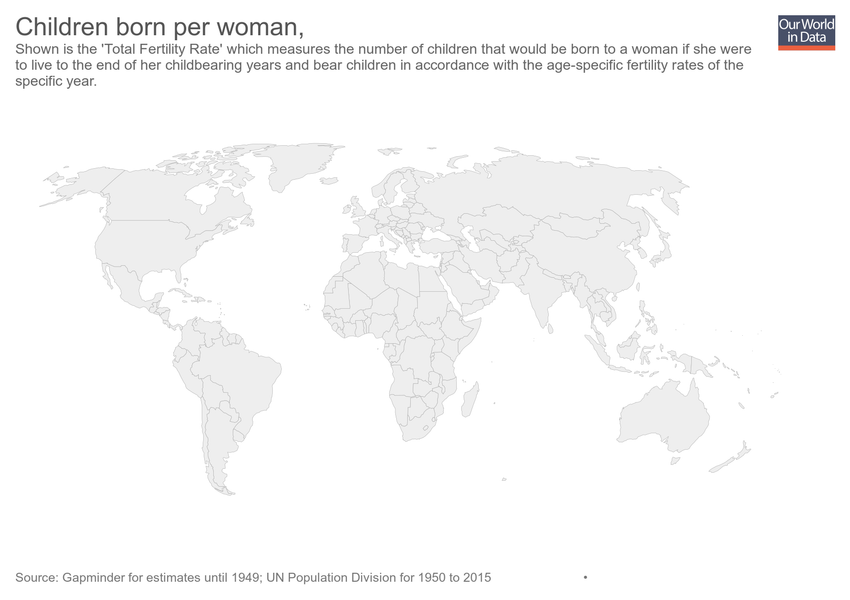 Children born per woman,
Our World
in Data
Shown is the 'Total Fertility Rate' which measures the number of children that would be born to a woman if she were
to live to the end of her childbearing years and bear children in accordance with the age-specific fertility rates of the
specific year.
Source: Gapminder for estimates until 1949; UN Population Division for 1950 to 2015 •